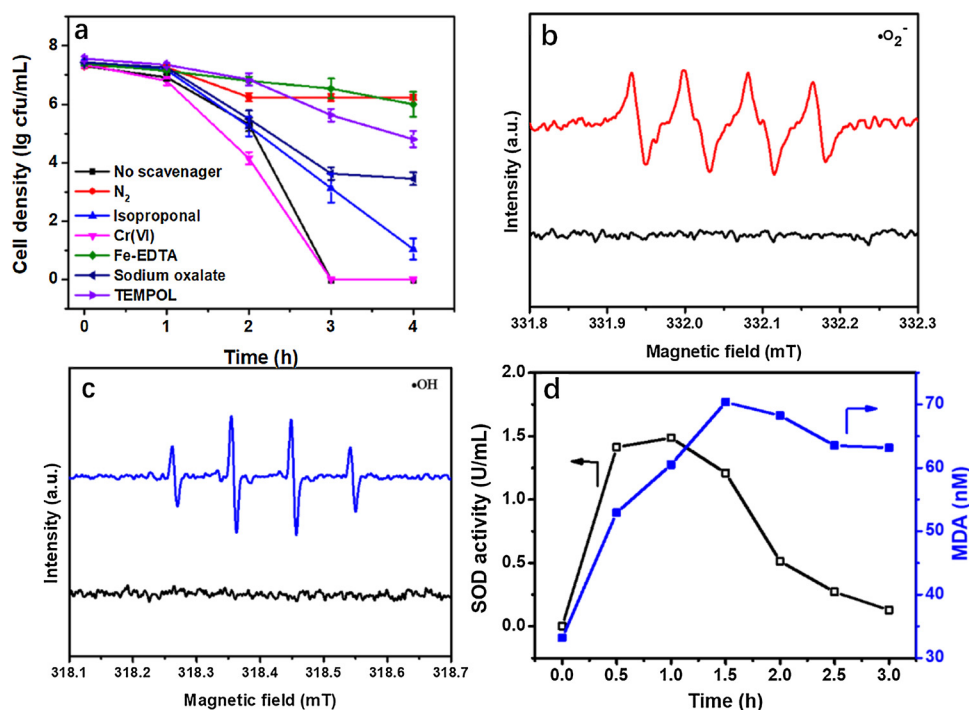 a
Cell density (lg cfu/mL)
8
6
4
2
0
No scavenager
N2
Isoproponal
Cr(VI)
Fe-EDTA
Sodium oxalate
TEMPOL
0 1 2 3 4
Time (h)
b
•O2-
Intensity (a.u.)
331.8 331.9 332.0 332.1 332.2 332.3
Magnetic field (mT)
c
•OH
Intensity (a.u.)
318.1 318.2 318.3 318.4 318.5 318.6 318.7
Magnetic field (mT)
d
SOD activity (U/mL)
2.0
1.5
1.0
0.5
0.0
MDA (nM)
70
60
50
40
30
0.0 0.5 1.0 1.5 2.0 2.5 3.0
Time (h)